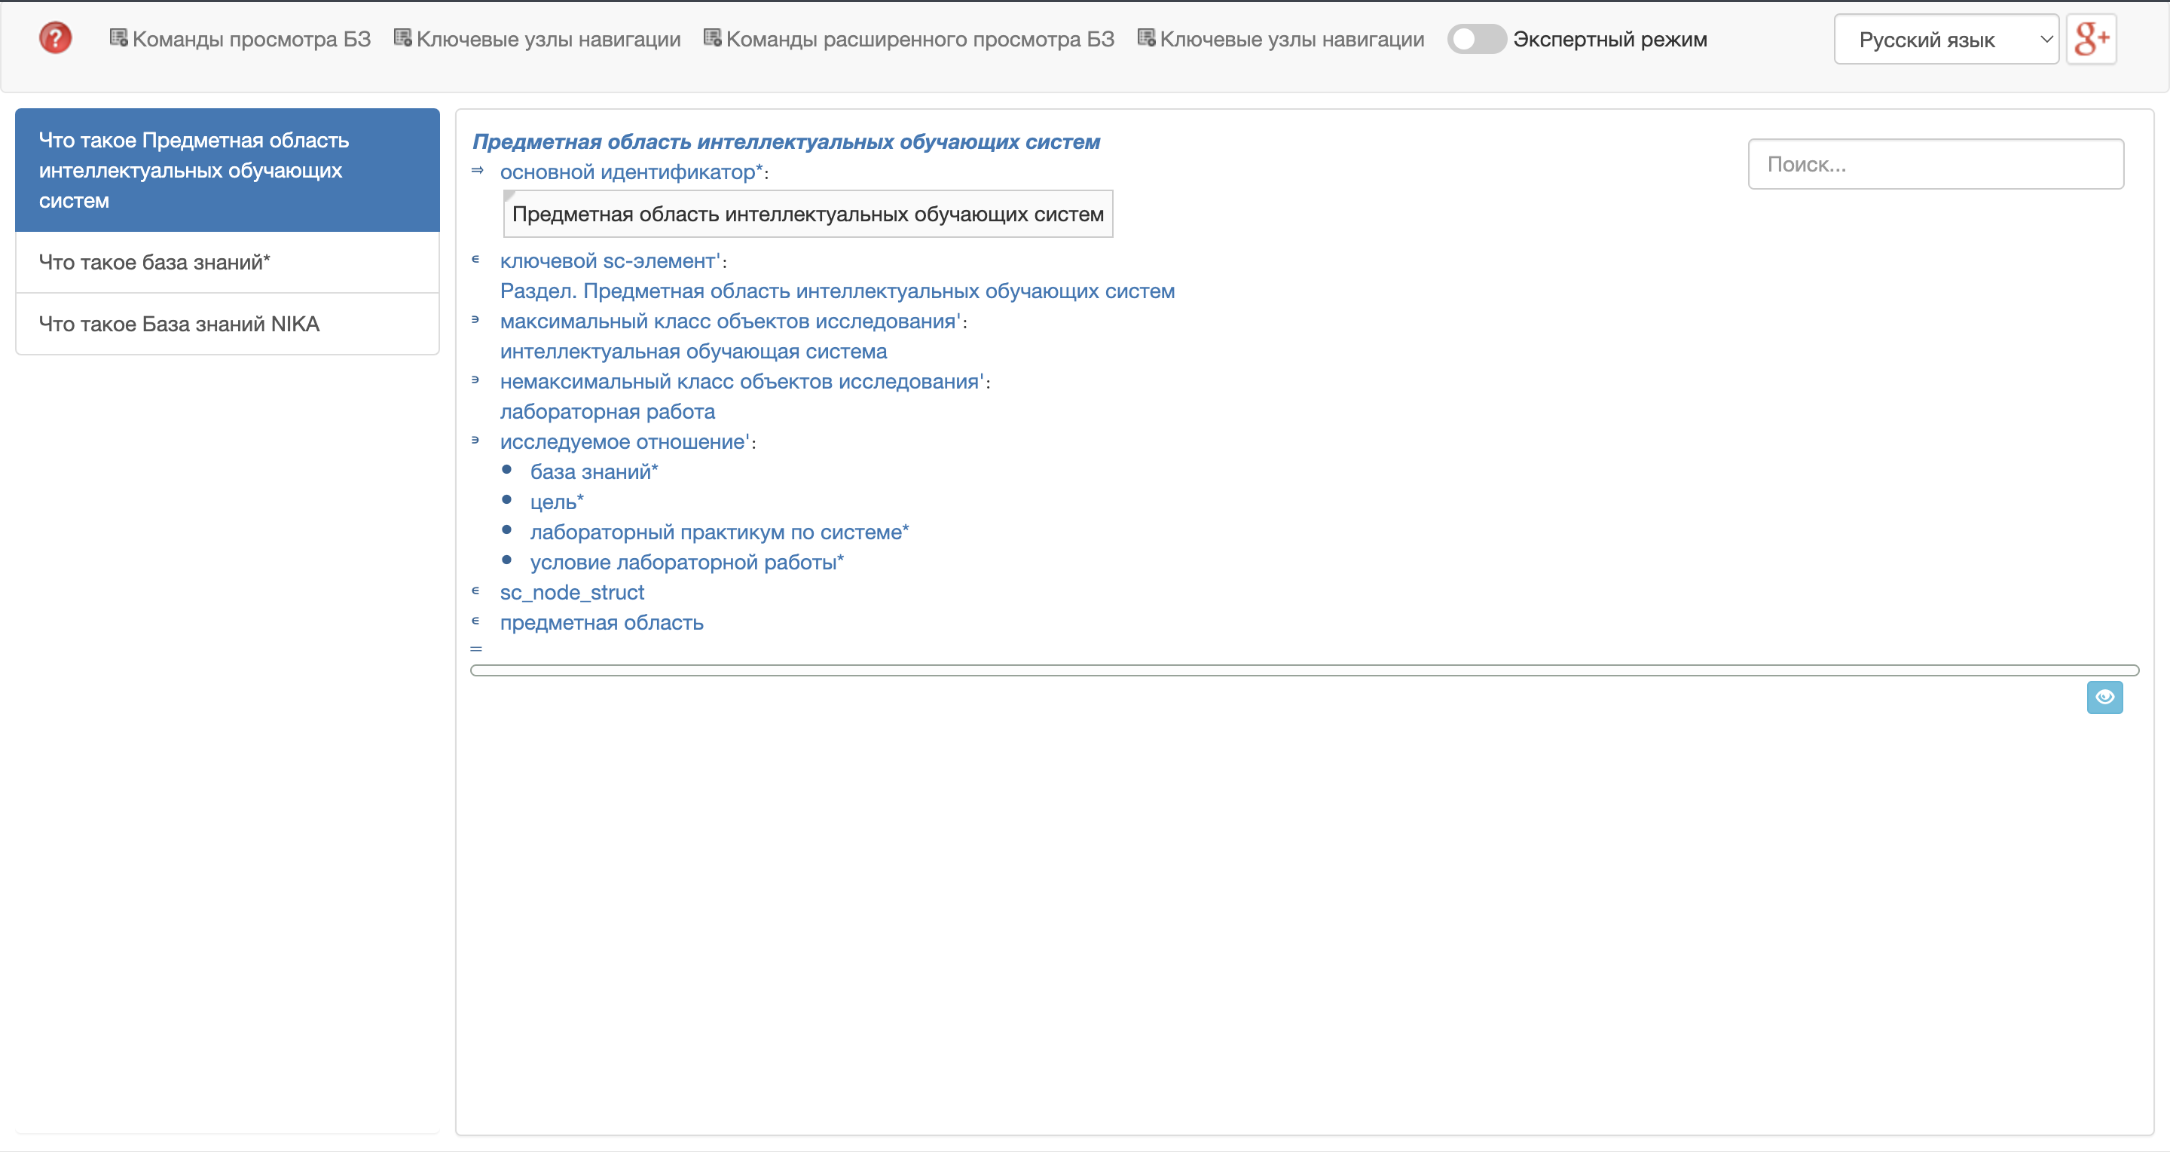 Команды просмотра БЗ
Ключевые узлы навигации
Команды расширенного просмотра БЗ
Ключевые узлы навигации
Экспертный режим
Русский язык
g+
Что такое Предметная область
интеллектуальных обучающих
систем
Что такое база знаний*
Что такое База знаний NIKA
Поиск...
Предметная область интеллектуальных обучающих систем
⇒ основной идентификатор*:
Предметная область интеллектуальных обучающих систем
∊ ключевой sc-элемент':
Раздел. Предметная область интеллектуальных обучающих систем
∍ максимальный класс объектов исследования':
интеллектуальная обучающая система
∍ немаксимальный класс объектов исследования':
лабораторная работа
∍ исследуемое отношение':
• база знаний*
• цель*
• лабораторный практикум по системе*
• условие лабораторной работы*
∊ sc_node_struct
∊ предметная область
=